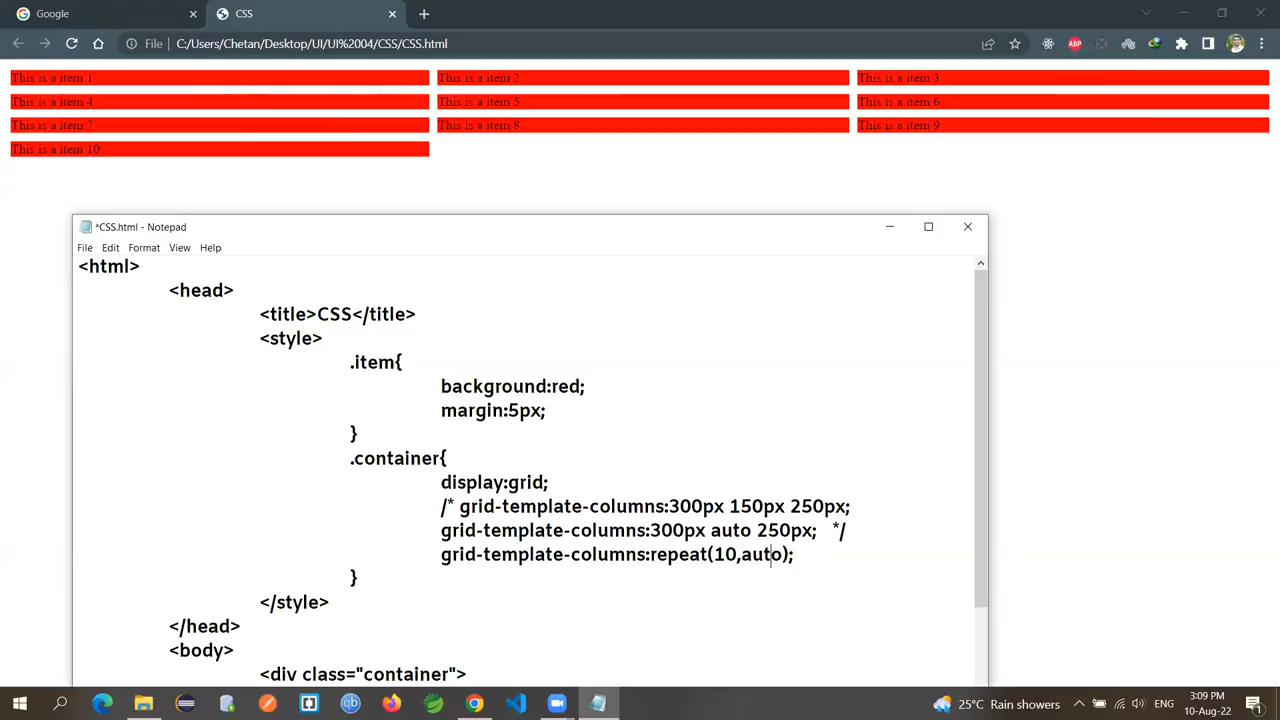 Google
CSS
File
C:/Users/Chetan/Desktop/UI/UI%2004/CSS/CSS.html
ABP
This is a item 1 This is a item 2 This is a item 3
This is a item 4 This is a item 5 This is a item 6
This is a item 7 This is a item 8 This is a item 9
This is a item 10
*CSS.html - Notepad
File Edit Format View Help
<html>
<head>
<title>CSS</title>
<style>
.item{
background:red;
margin:5px;
}
.container{
display:grid;
/* grid-template-columns:300px 150px 250px;
grid-template-columns:300px auto 250px; */
grid-template-columns:repeat(10,auto);
}
</style>
</head>
<body>
<div class="container">
qb
25°C Rain showers
3:09 PM
10-Aug-22
1